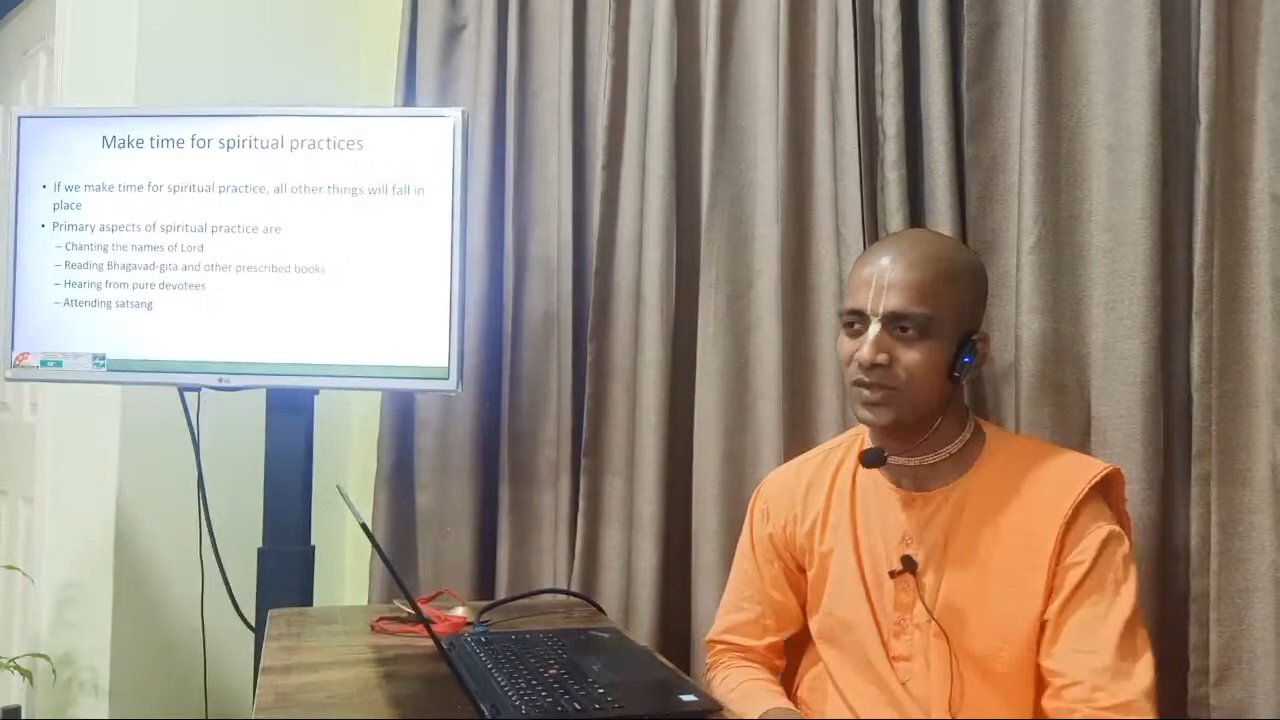 Make time for spiritual practices
• If we make time for spiritual practice, all other things will fall in
place
• Primary aspects of spiritual practice are
– Chanting the names of Lord
– Reading Bhagavad-gita and other prescribed books
– Hearing from pure devotees
– Attending satsang
LG